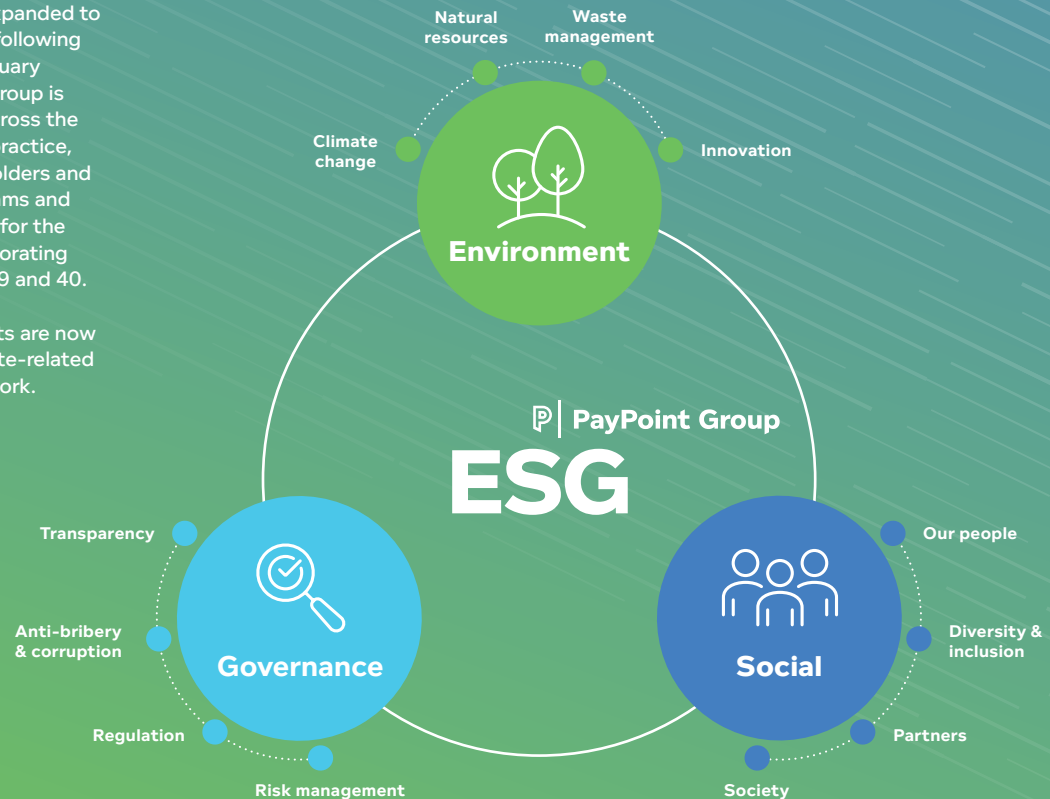 xpanded to
following
uary
roup is
ross the
ractice,
olders and
ms and
for the
orating
9 and 40.
ts are now
te-related
ork.
Natural
resources
Waste
management
Climate
change
Innovation
Environment
PayPoint Group
ESG
Transparency
Anti-bribery
& corruption
Regulation
Risk management
Governance
Social
Our people
Diversity &
inclusion
Partners
Society